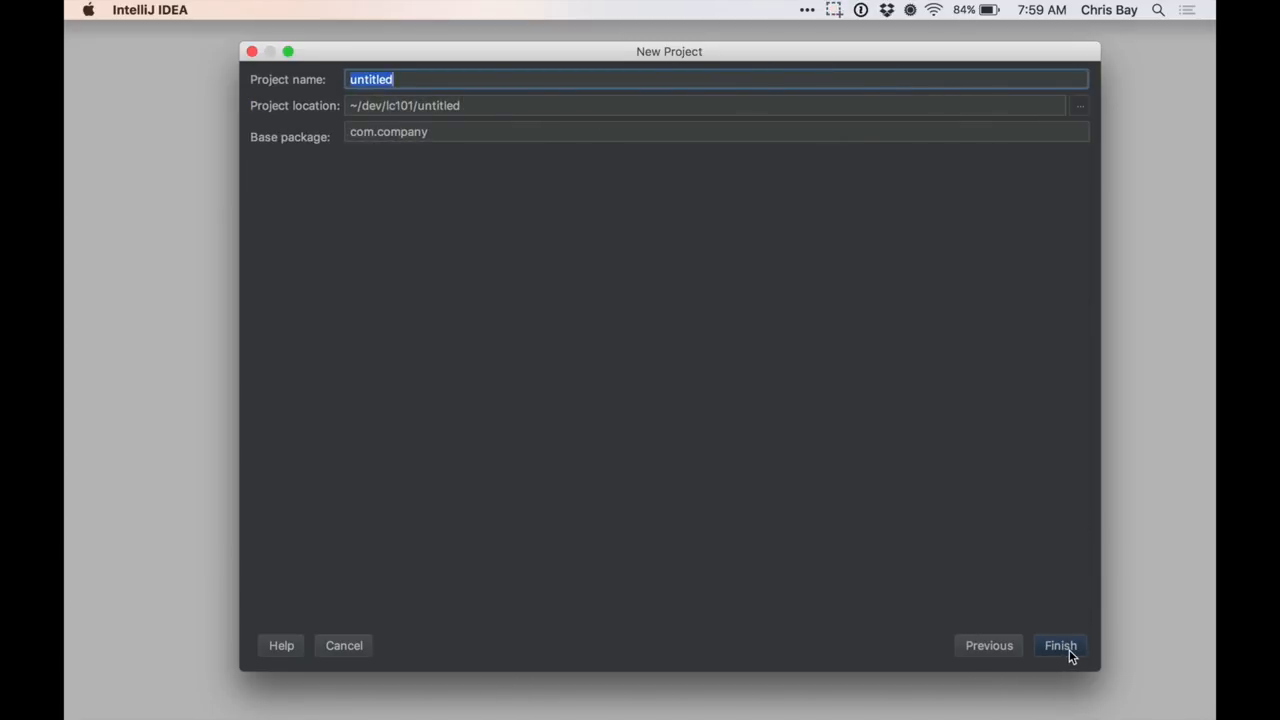 IntelliJ IDEA
84%
7:59 AM
Chris Bay
New Project
Project name: untitled
Project location: ~/dev/lc101/untitled ...
Base package: com.company
Help
Cancel
Previous
Finish